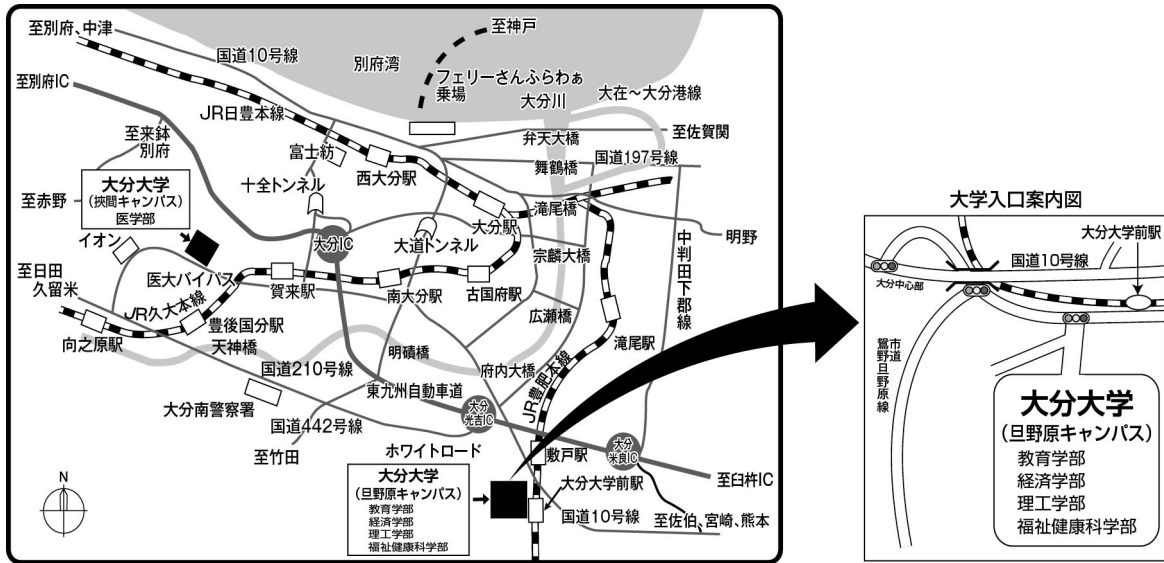 至別府、中津
国道10号線
至神戸
別府湾
フェリーさんふらわぁ
乗場
至別府IC
JR日豊本線
大分川
大在〜大分港線
弁天大橋
至佐賀関
至来鉢
別府
富士紡
舞鶴橋
国道197号線
大分大学
(挾間キャンパス)
医学部
西大分駅
十全トンネル
至赤野
大分駅
滝尾橋
イオン
大分IC
大道トンネル
明野
宗麟大橋
中判田下郡線
至日田
久留米
医大バイパス
賀来駅
南大分駅
古国府駅
JR久大本線
豊後国分駅
広瀬橋
向之原駅
天神橋
明磧橋
滝尾駅
国道210号線
府内大橋
JR豊肥本線
東九州自動車道
大分南警察署
大分
光吉IC
国道442号線
至竹田
ホワイトロード
大分
米良IC
敷戸駅
至臼杵IC
N
大分大学
(旦野原キャンパス)
教育学部
経済学部
理工学部
福祉健康科学部
大分大学前駅
国道10号線
至佐伯、宮崎、熊本
大学入口案内図
大分大学前駅
国道10号線
大分中心部
市道
鴛野旦野原線
大分大学
(旦野原キャンパス)
教育学部
経済学部
理工学部
福祉健康科学部